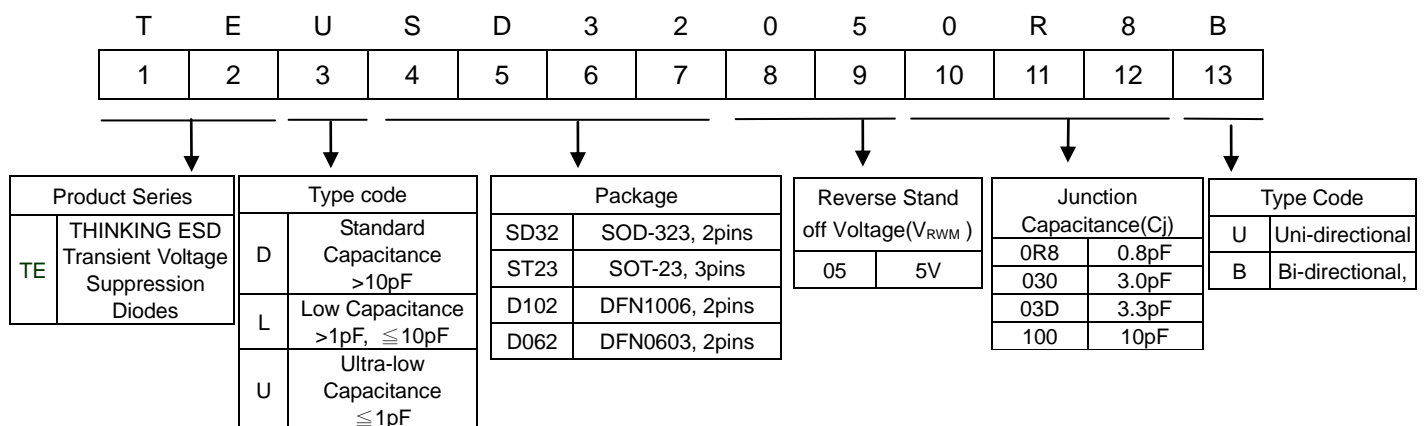 T E U S D 3 2 0 5 0 R 8 B
1 2 3 4 5 6 7 8 9 10 11 12 13
Product Series
TE
THINKING ESD
Transient Voltage
Suppression
Diodes
Type code
D
Standard
Capacitance
>10pF
L
Low Capacitance
>1pF, ≦10pF
U
Ultra-low
Capacitance
≦1pF
Package
SD32 SOD-323, 2pins
ST23 SOT-23, 3pins
D102 DFN1006, 2pins
D062 DFN0603, 2pins
Reverse Stand
off Voltage(VRWM )
05 5V
Junction
Capacitance(Cj)
0R8 0.8pF
030 3.0pF
03D 3.3pF
100 10pF
Type Code
U Uni-directional
B Bi-directional,